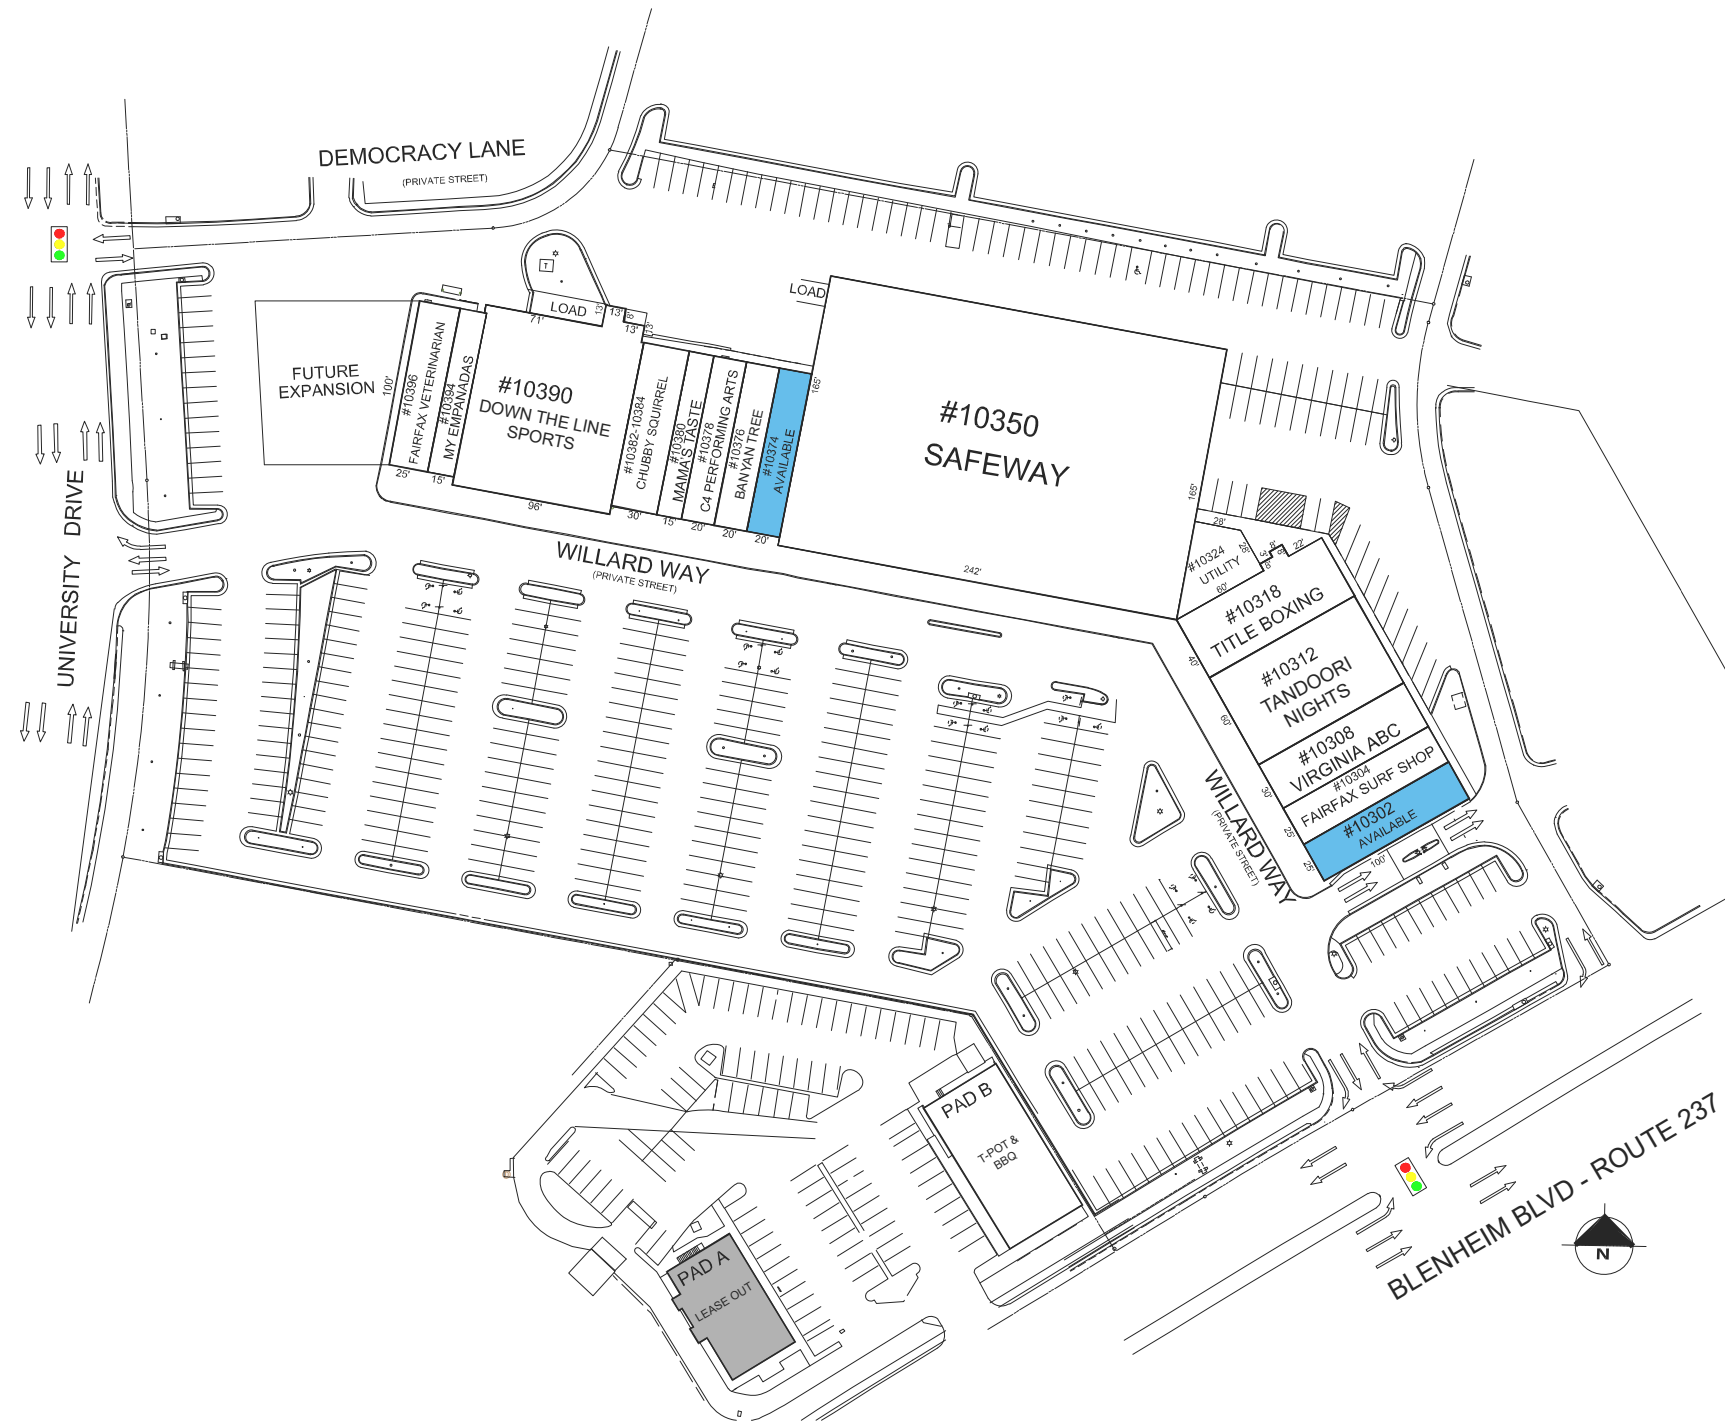 DEMOCRACY LANE
(PRIVATE STREET)
UNIVERSITY DRIVE
FUTURE
EXPANSION
100'
#10396
FAIRFAX VETERINARIAN
25'
#10394
MY EMPANADAS
15'
T
LOAD
71'
13'
13'
8'
13'
13'
#10390
DOWN THE LINE
SPORTS
96'
#10382-10384
CHUBBY SQUIRREL
30'
#10380
MAMA'S TASTE
15'
#10378
C4 PERFORMING ARTS
20'
#10376
BANYAN TREE
20'
#10374
AVAILABLE
20'
LOAD
165'
#10350
SAFEWAY
165'
242'
WILLARD WAY
(PRIVATE STREET)
28'
#10324
UTILITY
28'
60'
22'
#10318
TITLE BOXING
40'
#10312
TANDOORI
NIGHTS
60'
#10308
VIRGINIA ABC
30'
#10304
FAIRFAX SURF SHOP
25'
#10302
AVAILABLE
25'
100'
WILLARD WAY
(PRIVATE STREET)
PAD B
T-POT &
BBQ
PAD A
LEASE OUT
BLENHEIM BLVD - ROUTE 237
N